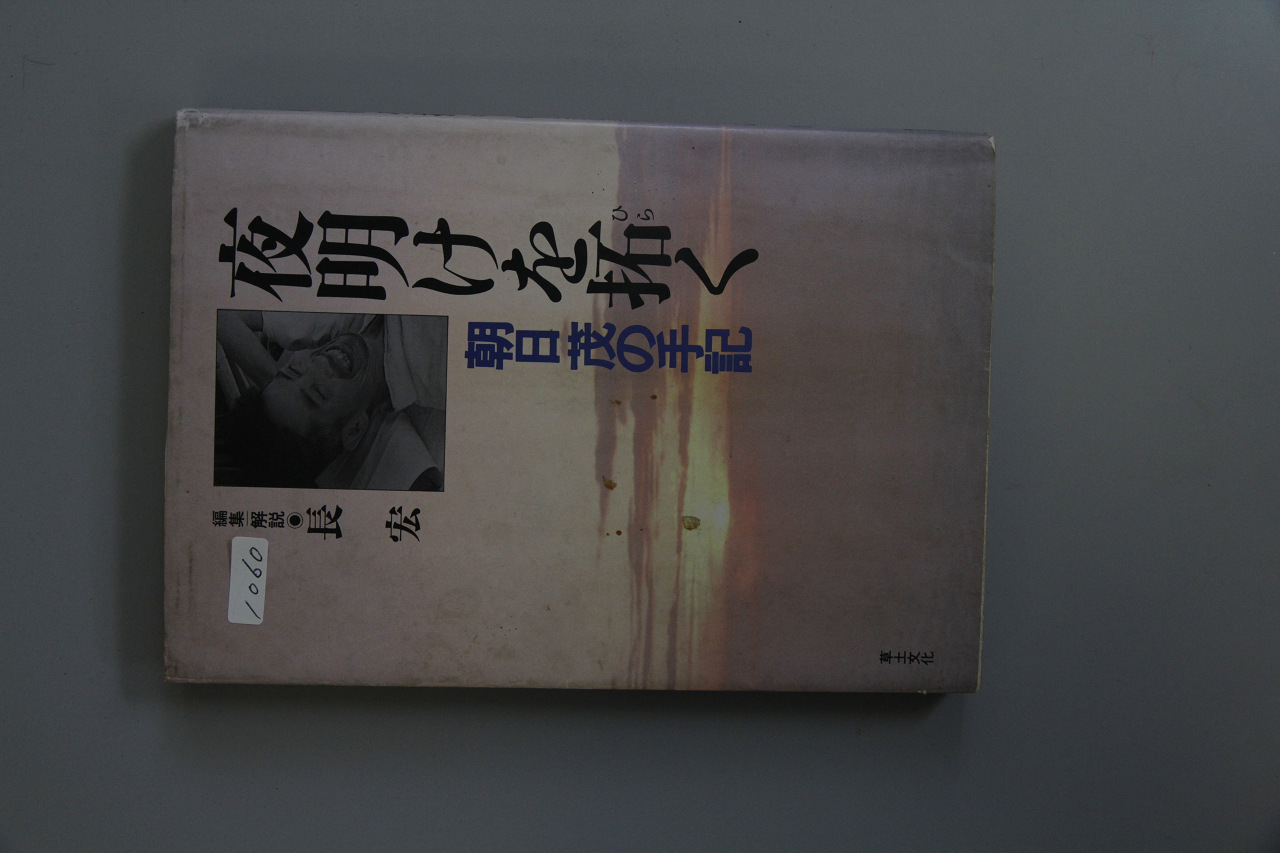 夜明けを拓く
ひら
朝日茂の手記
編集＝解説●長 宏
1060
草土文化